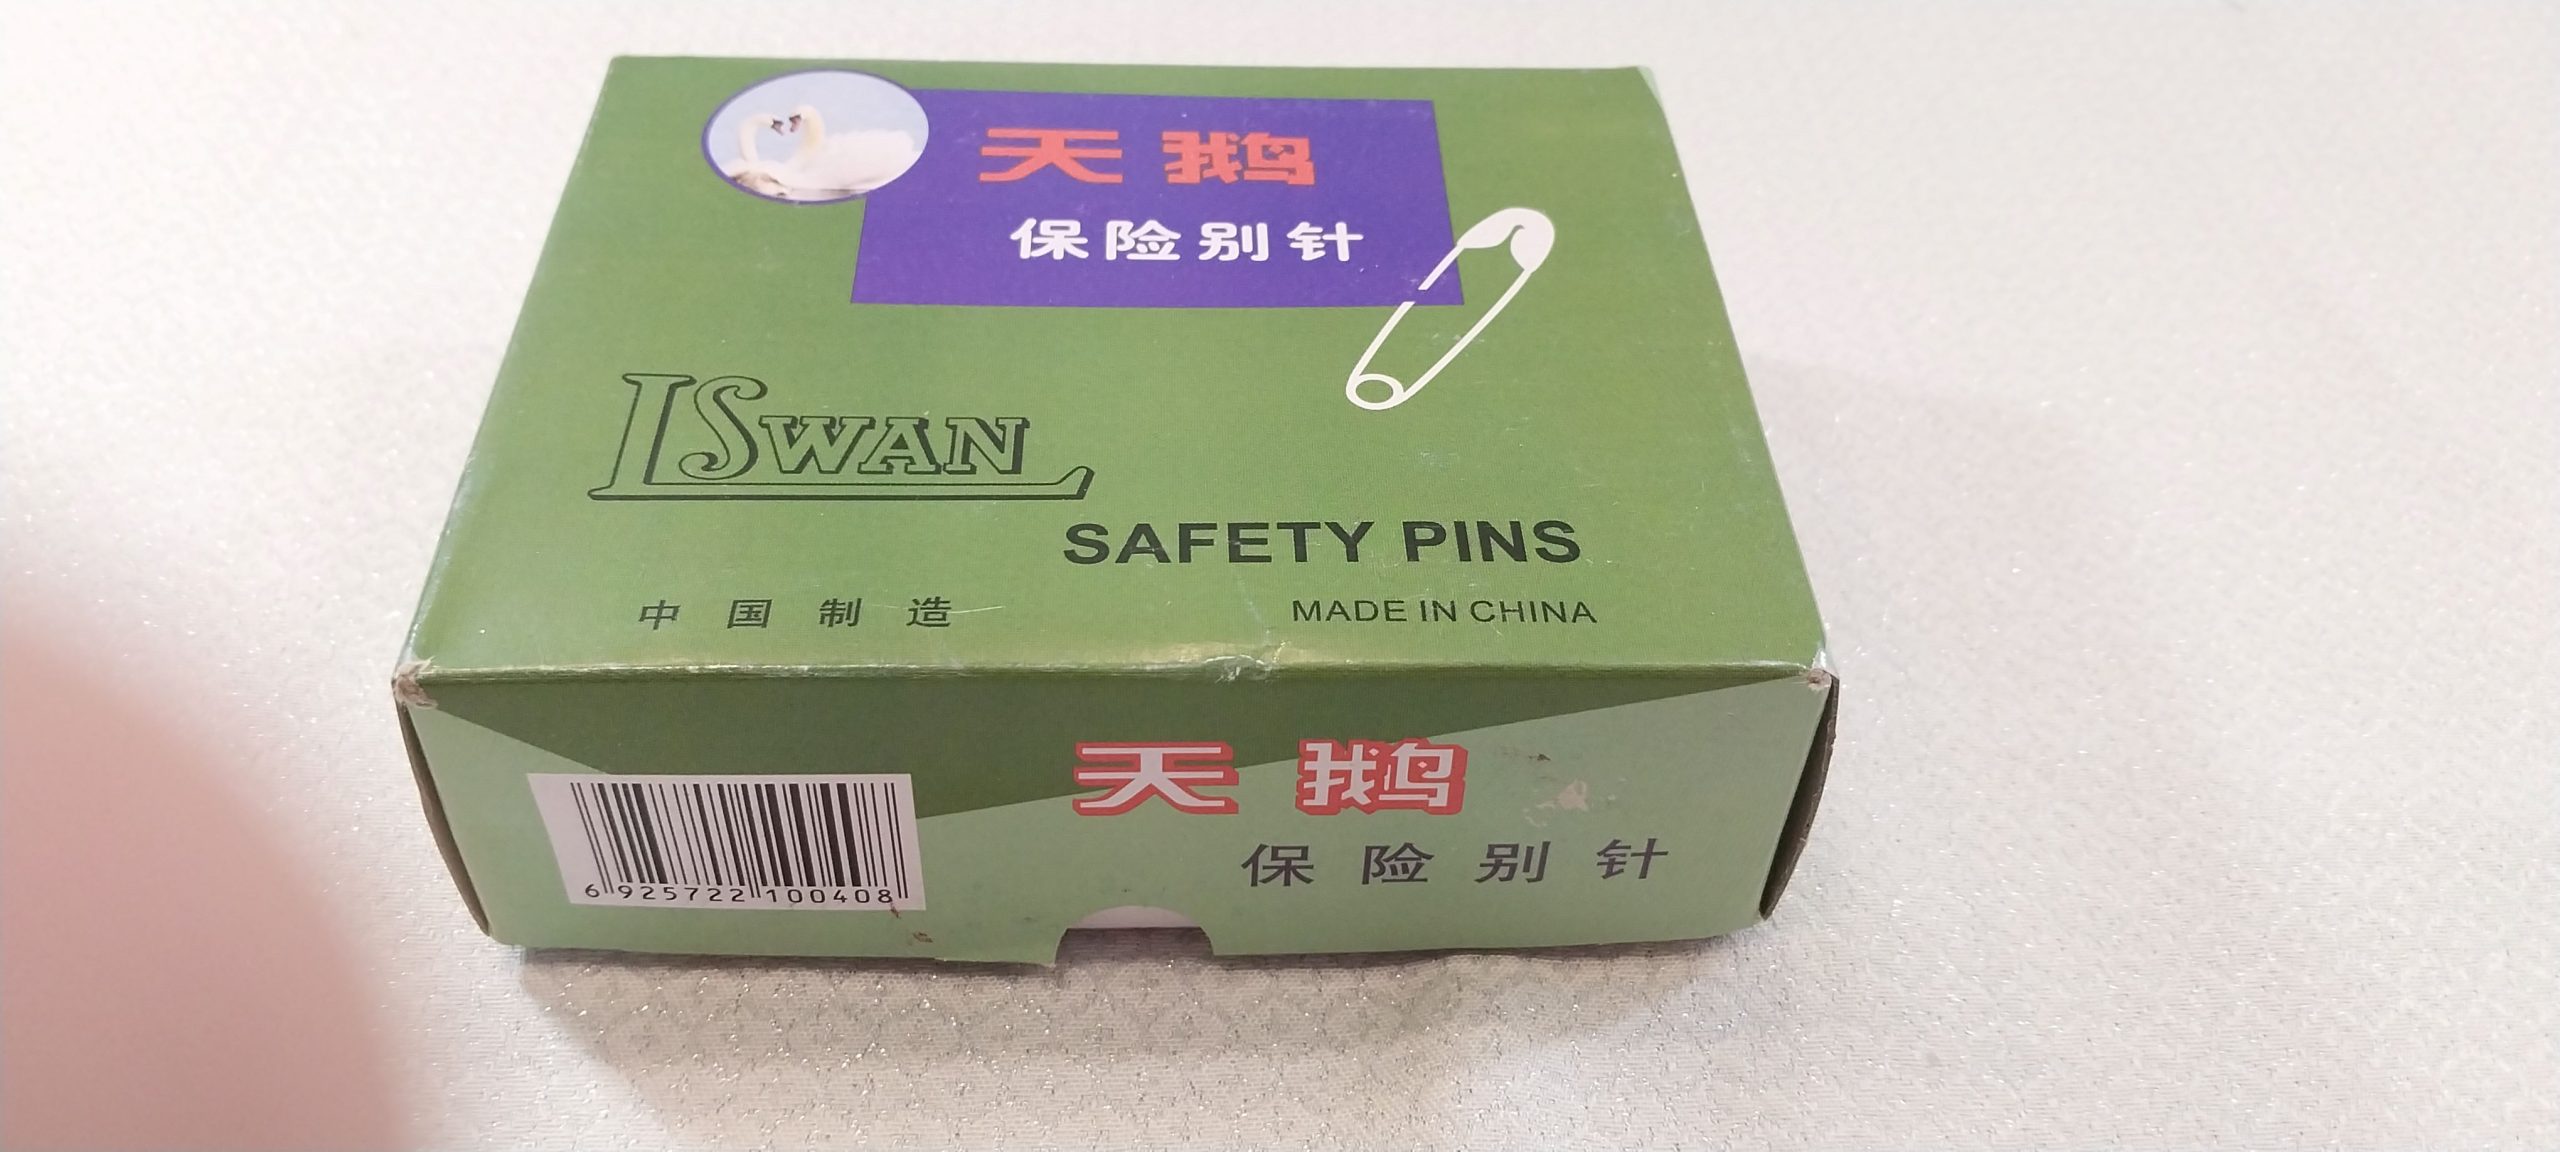 天鹅
保险别针
LSWAN
SAFETY PINS
中国制造
MADE IN CHINA
天鹅
保险别针
6 925722 100408